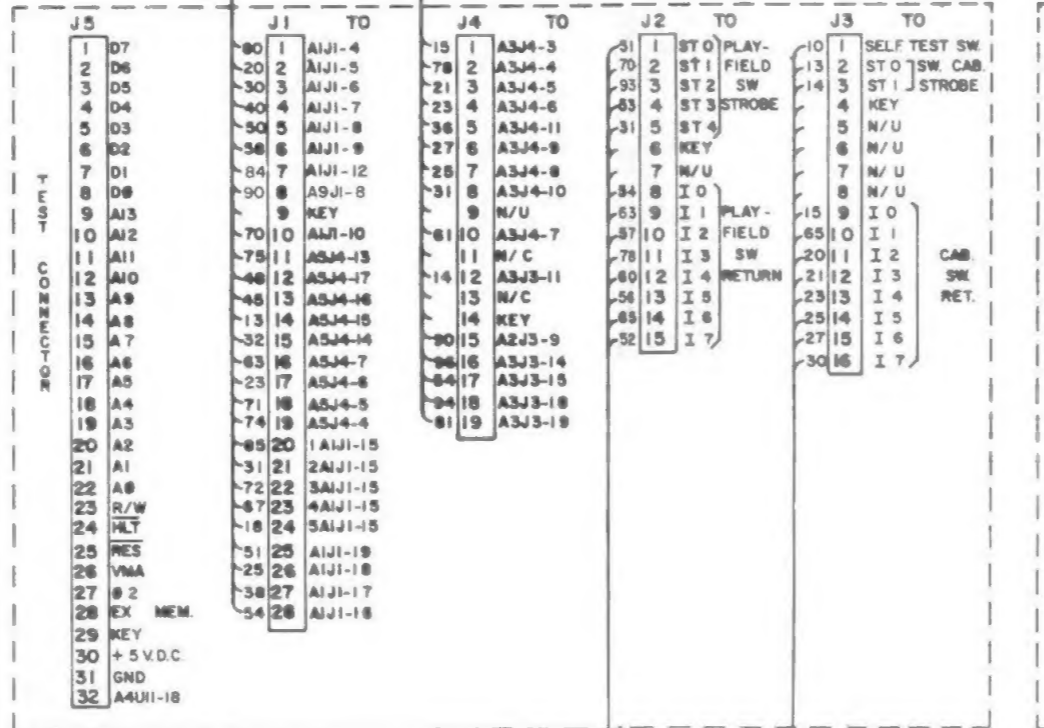 J5
1 D7
2 D6
3 D5
4 D4
5 D3
6 D2
7 D1
8 D0
9 A13
10 A12
11 A11
12 A10
13 A9
14 A8
15 A7
16 A6
17 A5
18 A4
19 A3
20 A2
21 A1
22 A0
23 R/W
24 HLT
25 RES
26 VMA
27 ø2
28 EX MEM.
29 KEY
30 +5 V.D.C.
31 GND
32 A4U11-18
TEST CONNECTOR
J1 TO
80 1 A1J1-4
20 2 A1J1-5
30 3 A1J1-6
40 4 A1J1-7
50 5 A1J1-8
56 6 A1J1-9
84 7 A1J1-12
90 8 A9J1-8
9 KEY
70 10 A1J1-10
75 11 A5J4-13
12 A5J4-17
45 13 A5J4-16
13 14 A5J4-15
32 15 A5J4-14
63 16 A5J4-7
23 17 A5J4-6
71 18 A5J4-5
74 19 A5J4-4
85 20 1A1J1-15
31 21 2A1J1-15
72 22 3A1J1-15
67 23 4A1J1-15
18 24 5A1J1-15
51 25 A1J1-19
25 26 A1J1-18
38 27 A1J1-17
54 28 A1J1-16
J4 TO
15 1 A3J4-3
78 2 A3J4-4
21 3 A3J4-5
23 4 A3J4-6
36 5 A3J4-11
27 6 A3J4-9
25 7 A3J4-8
31 8 A3J4-10
9 N/U
61 10 A3J4-7
11 N/C
14 12 A3J3-11
13 N/C
14 KEY
90 15 A2J3-9
16 A3J3-14
17 A3J3-15
94 18 A3J3-18
81 19 A3J3-19
J2 TO
51 1 ST 0 PLAY-
70 2 ST 1 FIELD
93 3 ST 2 SW
4 ST 3 STROBE
31 5 ST 4
6 KEY
7 N/U
8 I 0
63 9 I 1 PLAY-
57 10 I 2 FIELD
78 11 I 3 SW
60 12 I 4 RETURN
56 13 I 5
65 14 I 6
52 15 I 7
J3 TO
10 1 SELF TEST SW.
13 2 ST 0 SW. CAB.
14 3 ST 1 STROBE
4 KEY
5 N/U
6 N/U
7 N/U
8 N/U
15 9 I 0
65 10 I 1
20 11 I 2 CAB.
21 12 I 3 SW.
23 13 I 4 RET.
25 14 I 5
27 15 I 6
30 16 I 7